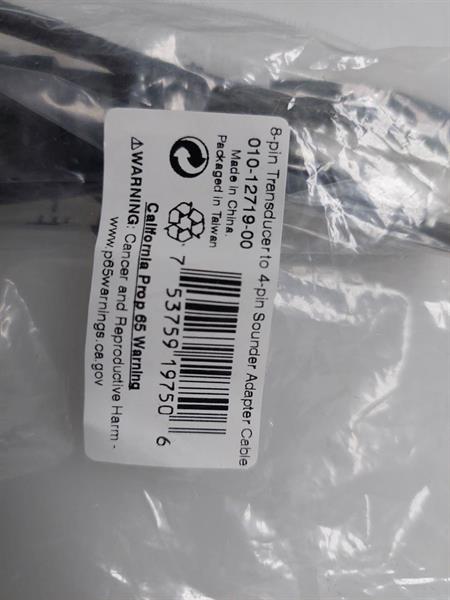 8-pin Transducer to 4-pin Sounder Adapter Cable
010-12719-00
Made in China.
Packaged in Taiwan
7 53759 19750 6
California Prop 65 Warning
⚠WARNING: Cancer and Reproductive Harm -
www.p65warnings.ca.gov